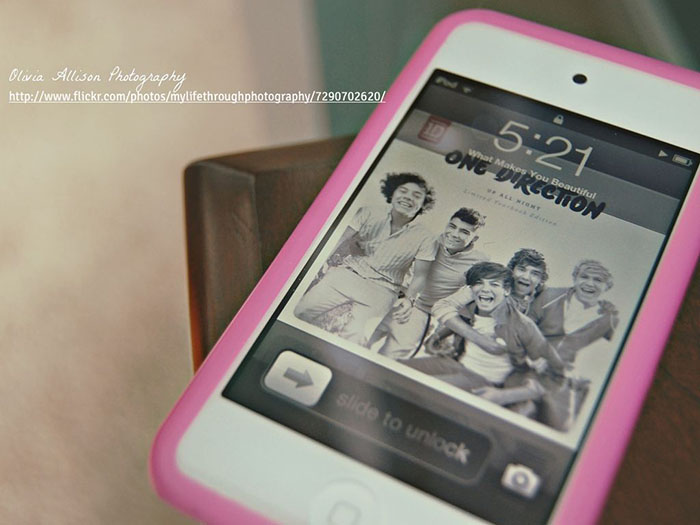 Olivia Allison Photography
http://www.flickr.com/photos/mylifethroughphotography/7290702620/
iPod
1D
5:21
What Makes You Beautiful
ONE DIRECTION
UP ALL NIGHT
Limited Yearbook Edition
slide to unlock